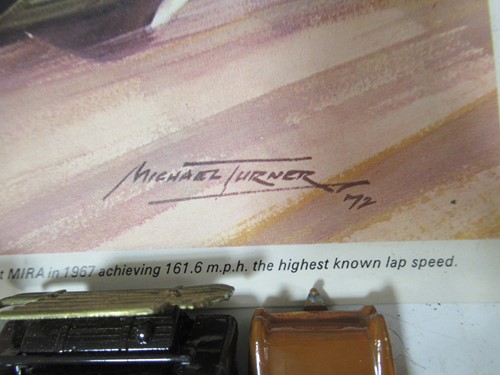 MICHAEL TURNER
'72
t MIRA in 1967 achieving 161.6 m.p.h. the highest known lap speed.